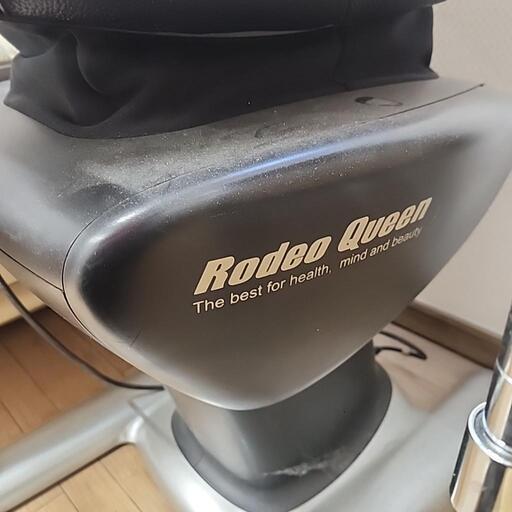 Rodeo Queen
The best for health, mind and beauty